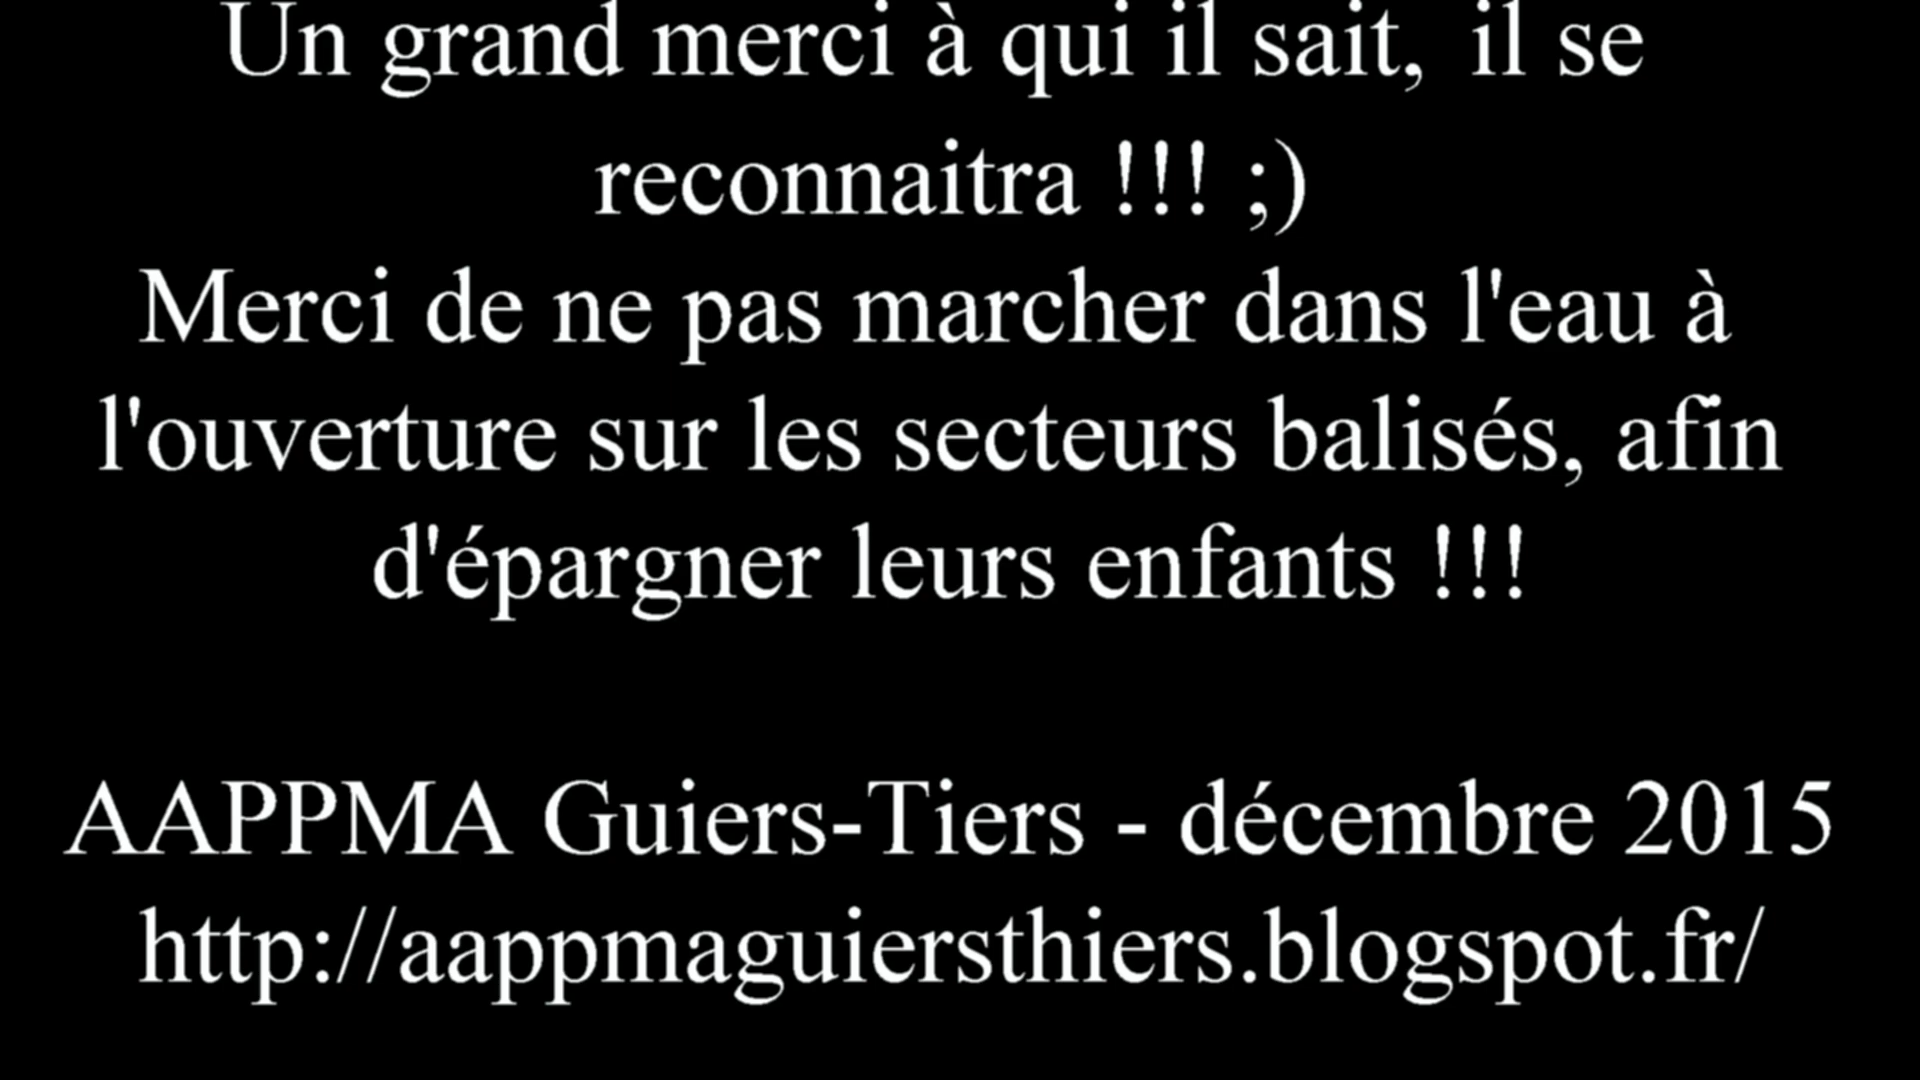 Un grand merci à qui il sait, il se
reconnaitra !!! ;)
Merci de ne pas marcher dans l'eau à
l'ouverture sur les secteurs balisés, afin
d'épargner leurs enfants !!!
AAPPMA Guiers-Tiers - décembre 2015
http://aappmaguiersthiers.blogspot.fr/